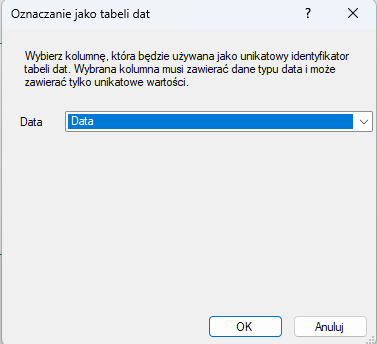 Oznaczanie jako tabeli dat
?
Wybierz kolumnę, która będzie używana jako unikatowy identyfikator
tabeli dat. Wybrana kolumna musi zawierać dane typu data i może
zawierać tylko unikatowe wartości.
Data Data
OK Anuluj